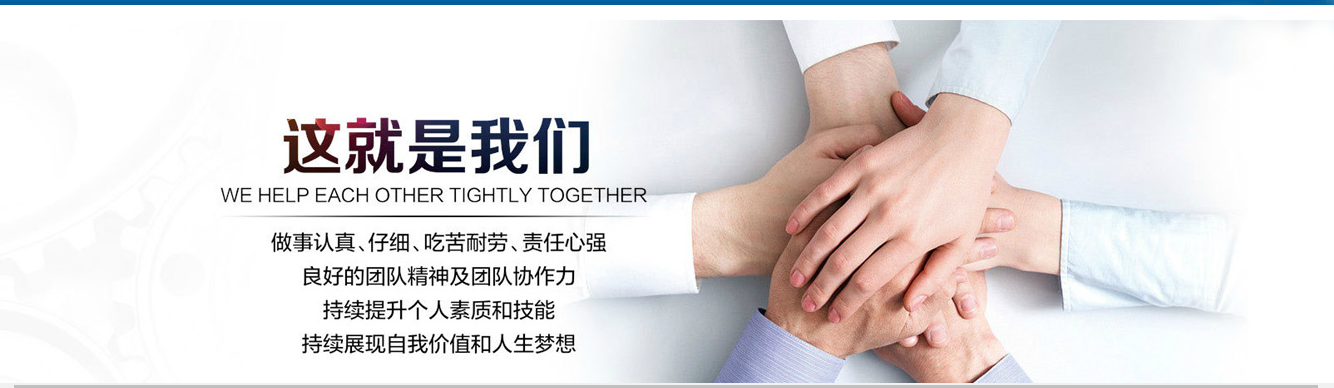 这就是我们
WE HELP EACH OTHER TIGHTLY TOGETHER
做事认真、仔细、吃苦耐劳、责任心强
良好的团队精神及团队协作力
持续提升个人素质和技能
持续展现自我价值和人生梦想